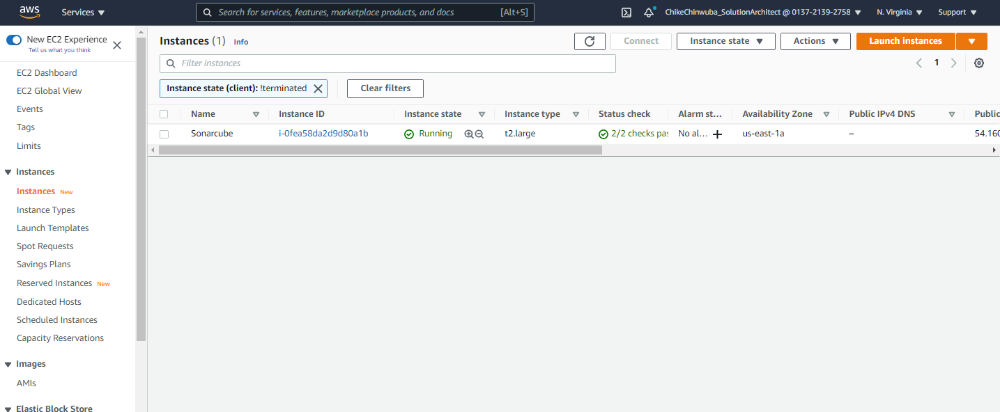 aws Services Search for services, features, marketplace products, and docs [Alt+S] ChikeChinwuba_SolutionArchitect @ 0137-2139-2758 N. Virginia Support
New EC2 Experience
Tell us what you think
EC2 Dashboard
EC2 Global View
Events
Tags
Limits
Instances
Instances New
Instance Types
Launch Templates
Spot Requests
Savings Plans
Reserved Instances New
Dedicated Hosts
Scheduled Instances
Capacity Reservations
Images
AMIs
Elastic Block Store
Instances (1) Info Connect Instance state Actions Launch instances
Filter instances 1
Instance state (client): !terminated Clear filters
Name Instance ID Instance state Instance type Status check Alarm st... Availability Zone Public IPv4 DNS Public
Sonarcube i-0fea58da2d9d80a1b Running t2.large 2/2 checks pas No al... us-east-1a – 54.160